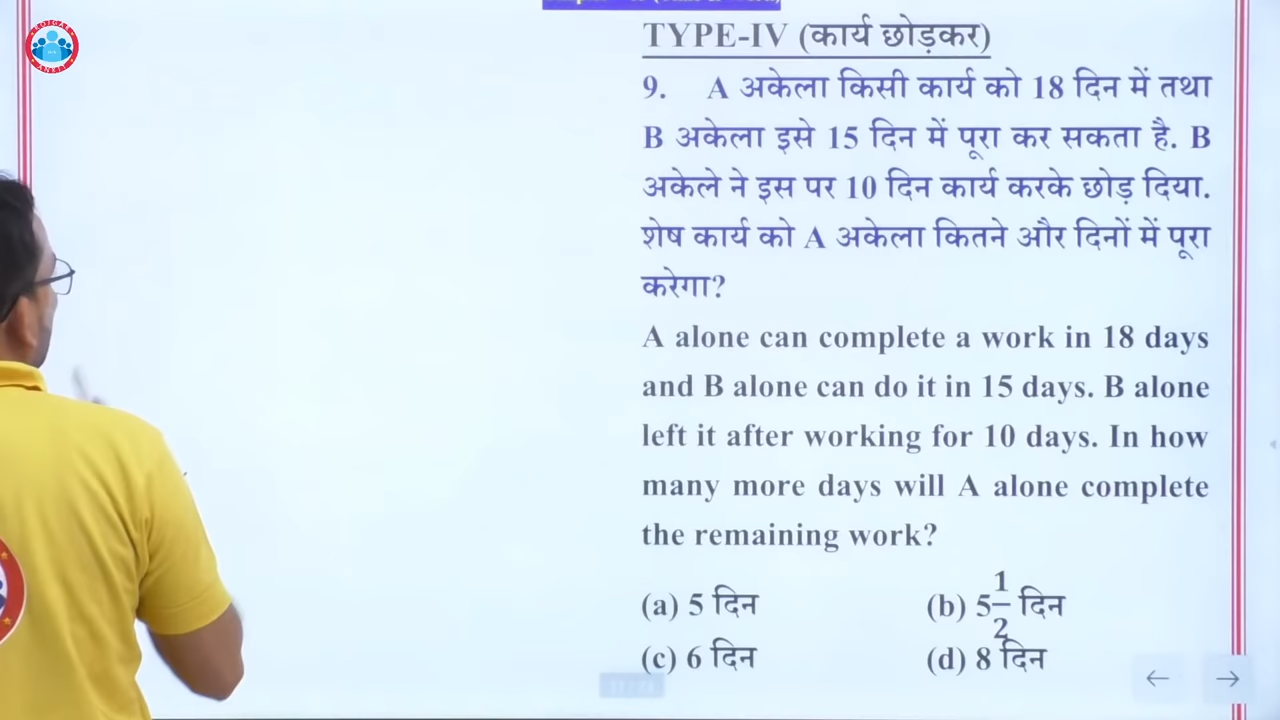 ROJGAR
ANKIT
TYPE-IV (कार्य छोड़कर)
9. A अकेला किसी कार्य को 18 दिन में तथा
B अकेला इसे 15 दिन में पूरा कर सकता है. B
अकेले ने इस पर 10 दिन कार्य करके छोड़ दिया.
शेष कार्य को A अकेला कितने और दिनों में पूरा
करेगा?
A alone can complete a work in 18 days
and B alone can do it in 15 days. B alone
left it after working for 10 days. In how
many more days will A alone complete
the remaining work?
(a) 5 दिन (b) 5 1/2 दिन
(c) 6 दिन (d) 8 दिन